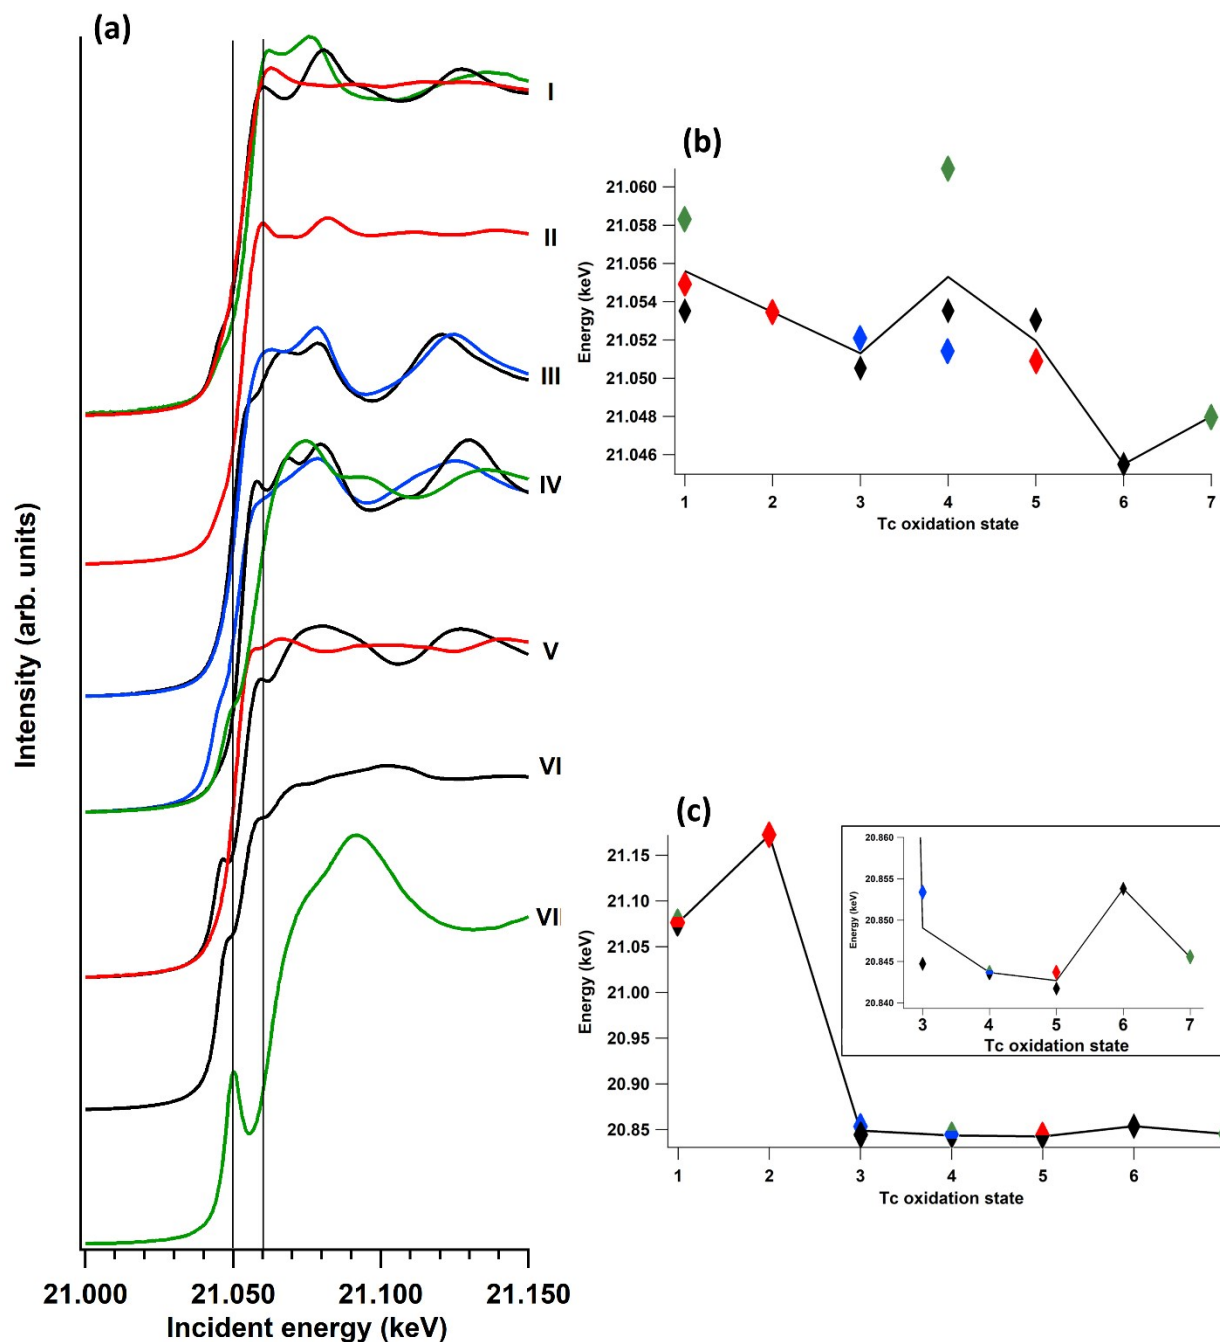 (a)
I
II
III
IV
V
VI
VII
Intensity (arb. units)
21.000 21.050 21.100 21.150
Incident energy (keV)
(b)
21.060
21.058
21.056
21.054
21.052
21.050
21.048
21.046
Energy (keV)
1 2 3 4 5 6 7
Tc oxidation state
(c)
21.15
21.10
21.05
21.00
20.95
20.90
20.85
Energy (keV)
1 2 3 4 5 6
Tc oxidation state
20.860
20.855
20.850
20.845
20.840
Energy (keV)
3 4 5 6 7
Tc oxidation state